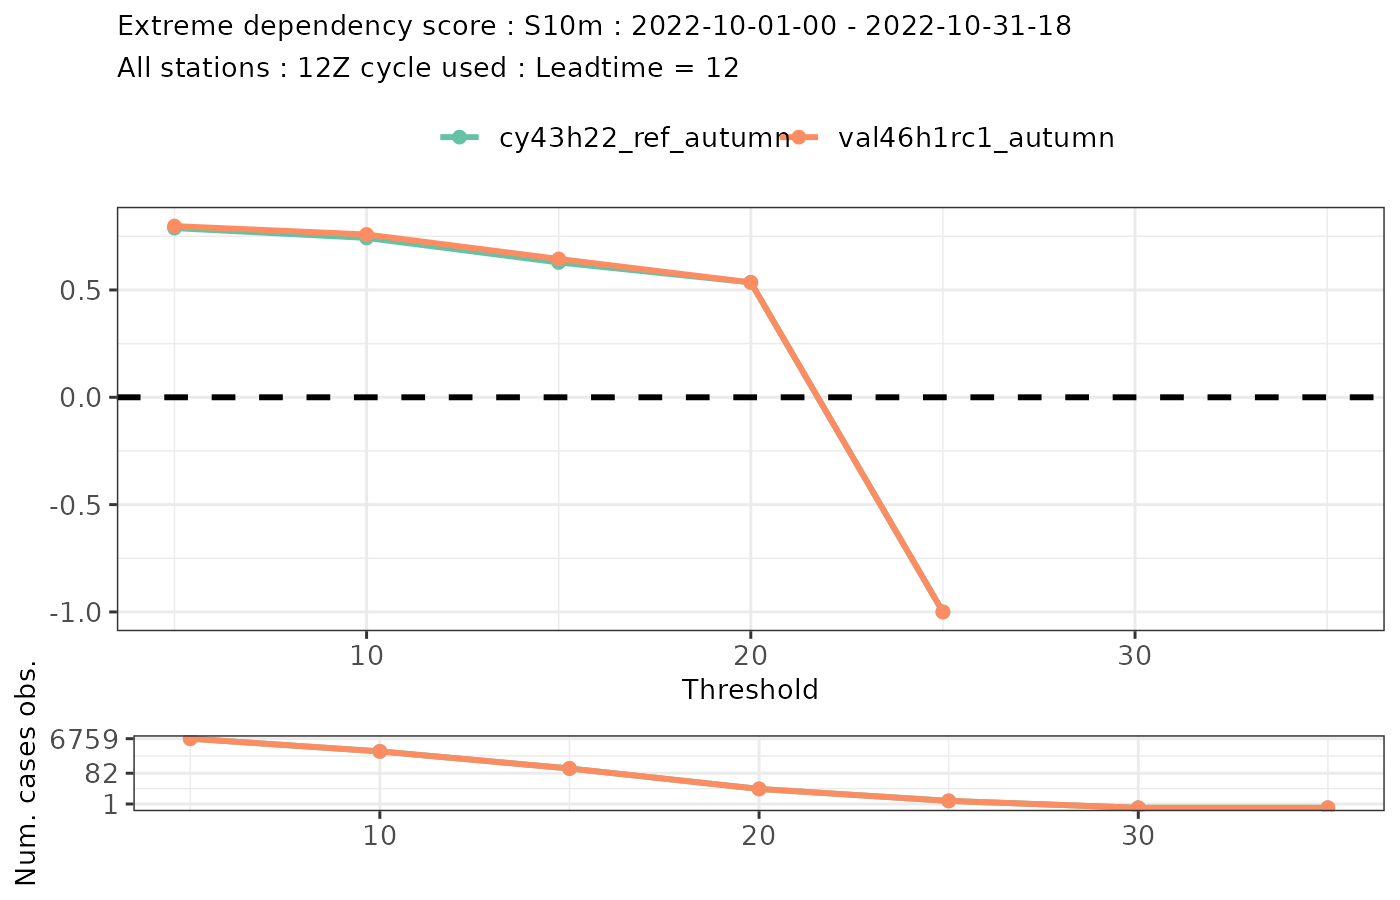 Extreme dependency score : S10m : 2022-10-01-00 - 2022-10-31-18
All stations : 12Z cycle used : Leadtime = 12
cy43h22_ref_autumn val46h1rc1_autumn
0.5
0.0
-0.5
-1.0
10 20 30
Threshold
Num. cases obs.
6759
82
1
10 20 30